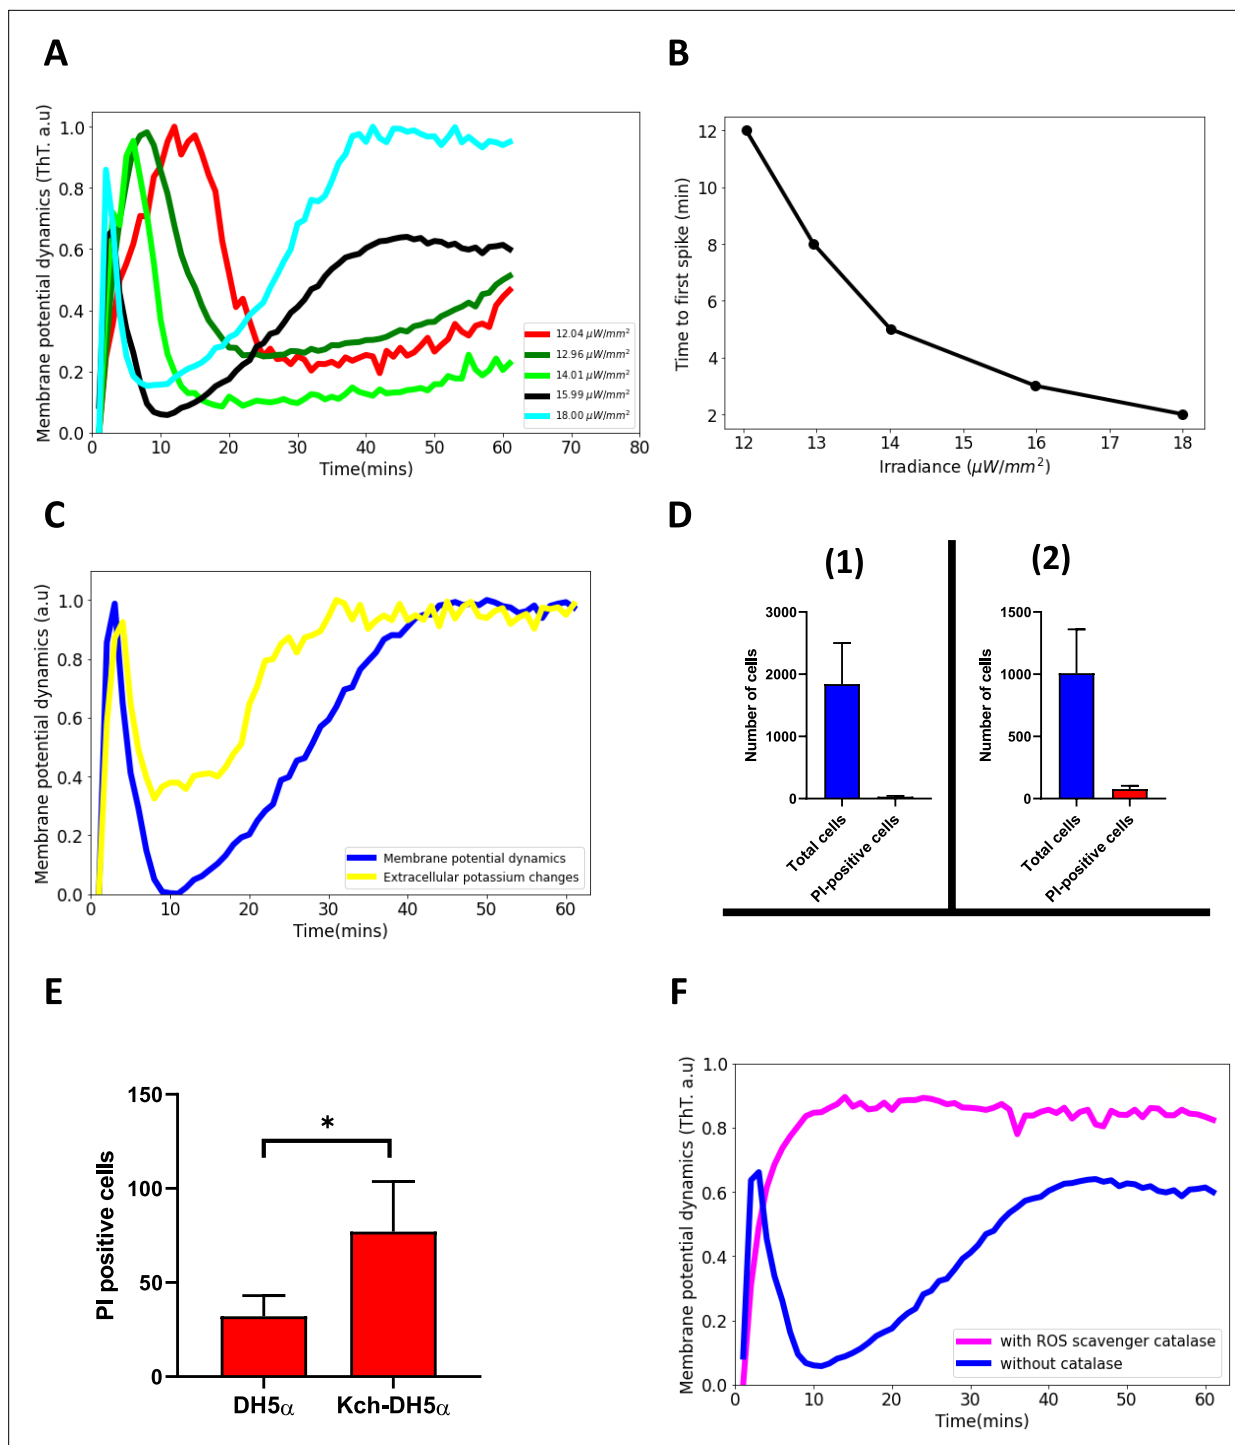 A
Membrane potential dynamics (ThT. a.u)
1.0
0.8
0.6
0.4
0.2
0.0
0 10 20 30 40 50 60 70 80
Time(mins)
12.04 μW/mm²
12.96 μW/mm²
14.01 μW/mm²
15.99 μW/mm²
18.00 μW/mm²
B
Time to first spike (min)
12
10
8
6
4
2
12 13 14 15 16 17 18
Irradiance (μW/mm²)
C
Membrane potential dynamics (a.u)
1.0
0.8
0.6
0.4
0.2
0.0
0 10 20 30 40 50 60
Time(mins)
Membrane potential dynamics
Extracellular potassium changes
D
(1)
Number of cells
3000
2000
1000
0
Total cells
PI-positive cells
(2)
Number of cells
1500
1000
500
0
Total cells
PI-positive cells
E
PI positive cells
150
100
50
0
*
DH5α Kch-DH5α
F
Membrane potential dynamics (ThT. a.u)
1.0
0.8
0.6
0.4
0.2
0.0
0 10 20 30 40 50 60
Time(mins)
with ROS scavenger catalase
without catalase